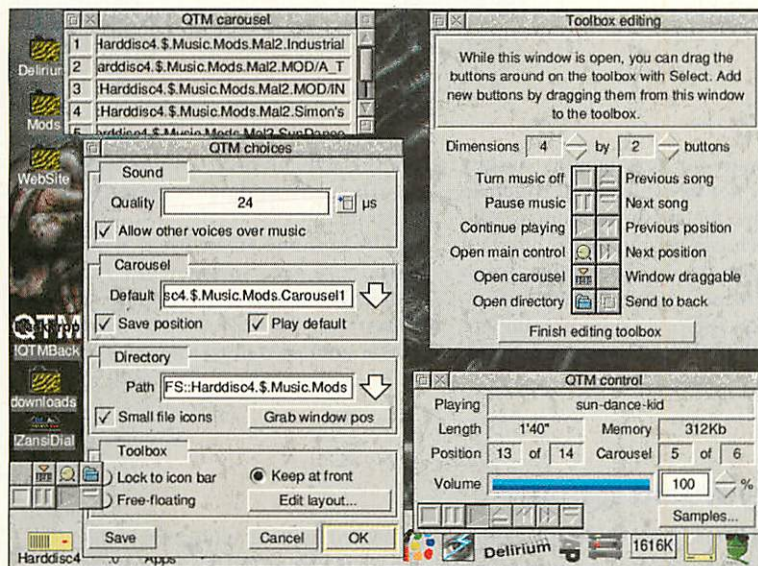 QTM carousel
1 Harddisc4.$.Music.Mods.Mal2.Industrial
2 arddisc4.$.Music.Mods.Mal2.MOD/A_T
3 :Harddisc4.$.Music.Mods.Mal2.MOD/IN
4 :Harddisc4.$.Music.Mods.Mal2.Simon's
5
Delirium
Mods
WebSite
!QTMBack
downloads
!ZansiDial
Harddisc4
Apps
QTM choices
Sound
Quality 24 µs
Allow other voices over music
Carousel
Default sc4.$.Music.Mods.Carousel1
Save position Play default
Directory
Path FS::Harddisc4.$.Music.Mods
Small file icons Grab window pos
Toolbox
Lock to icon bar Keep at front
Free-floating Edit layout...
Save Cancel OK
Toolbox editing
While this window is open, you can drag the
buttons around on the toolbox with Select. Add
new buttons by dragging them from this window
to the toolbox.
Dimensions 4 by 2 buttons
Turn music off Previous song
Pause music Next song
Continue playing Previous position
Open main control Next position
Open carousel Window draggable
Open directory Send to back
Finish editing toolbox
QTM control
Playing sun-dance-kid
Length 1'40" Memory 312Kb
Position 13 of 14 Carousel 5 of 6
Volume 100 %
Samples...
Delirium
1616K